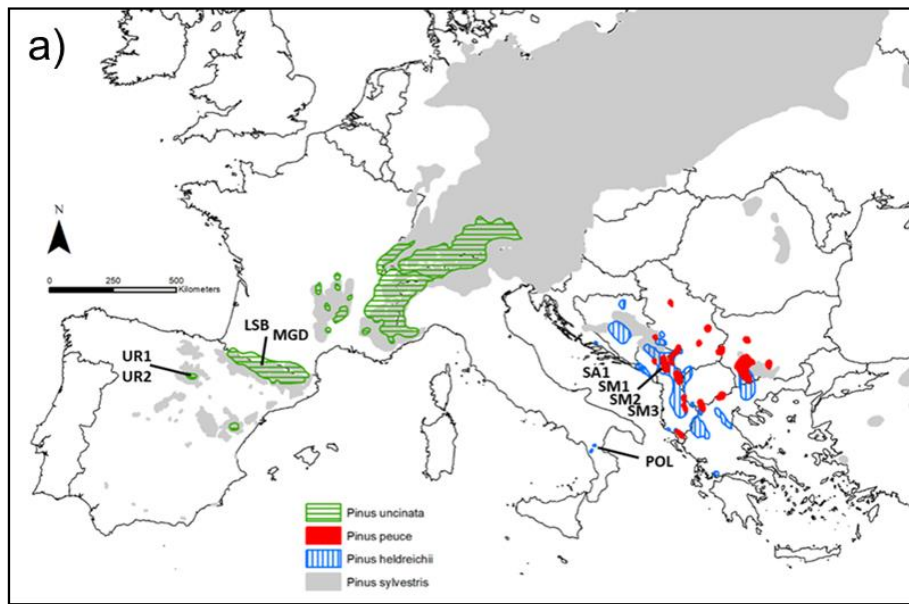 a)
N
0 250 500
Kilometers
LSB
MGD
UR1
UR2
SA1
SM1
SM2
SM3
POL
Pinus uncinata
Pinus peuce
Pinus heldreichii
Pinus sylvestris